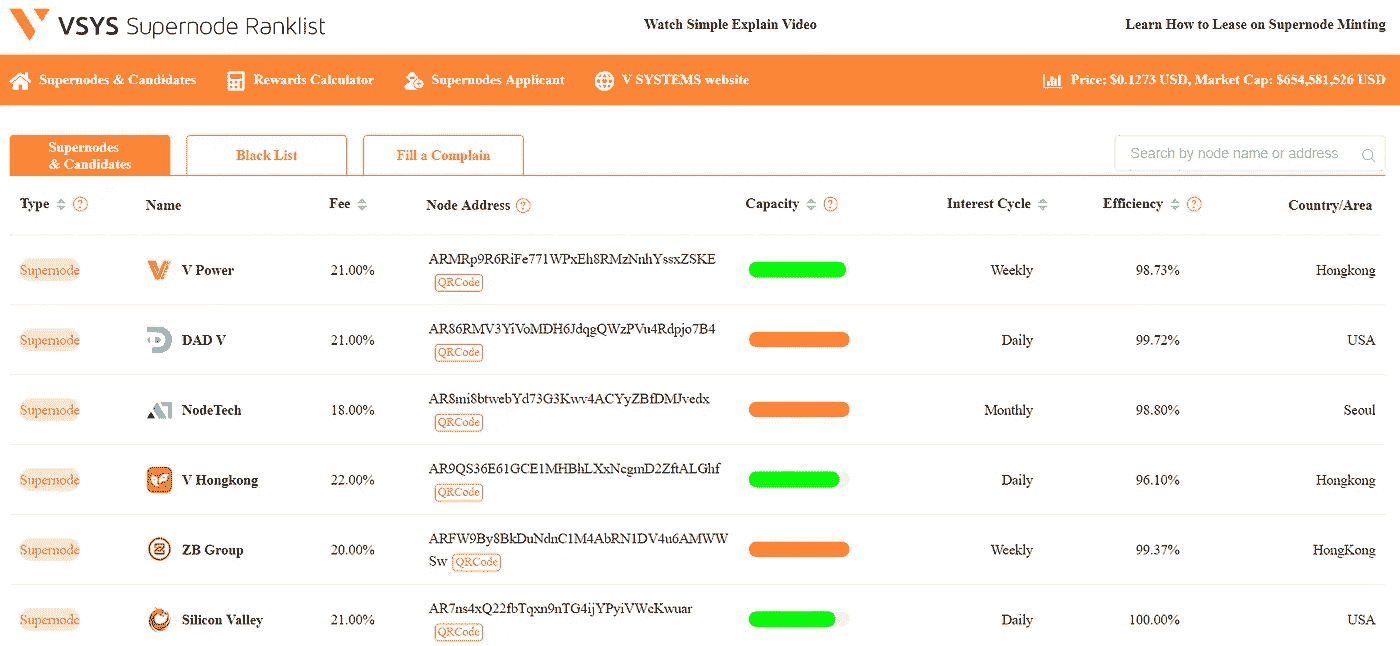 VSYS Supernode Ranklist
Watch Simple Explain Video
Learn How to Lease on Supernode Minting
Supernodes & Candidates
Rewards Calculator
Supernodes Applicant
V SYSTEMS website
Price: $0.1273 USD, Market Cap: $654,581,526 USD
Supernodes
& Candidates
Black List
Fill a Complain
Search by node name or address
Type ? Name Fee Node Address ? Capacity ? Interest Cycle Efficiency ? Country/Area
Supernode V Power 21.00% ARMRp9R6RiFe771WPxEh8RMzNnhYssxZSKE Weekly 98.73% Hongkong
QRCode
Supernode DAD V 21.00% AR86RMV3YiVoMDH6JdqgQWzPVu4Rdpjo7B4 Daily 99.72% USA
QRCode
Supernode NodeTech 18.00% AR8mi8btwebYd73G3Kwv4ACYyZBfDMJvedx Monthly 98.80% Seoul
QRCode
Supernode V Hongkong 22.00% AR9QS36E61GCE1MHBhLXxNcgmD2ZftALGhf Daily 96.10% Hongkong
QRCode
Supernode ZB Group 20.00% ARFW9By8BkDuNdnC1M4AbRN1DV4u6AMWW Weekly 99.37% HongKong
Sw QRCode
Supernode Silicon Valley 21.00% AR7ns4xQ22fbTqxn9nTG4ijYPyiVWcKwuar Daily 100.00% USA
QRCode